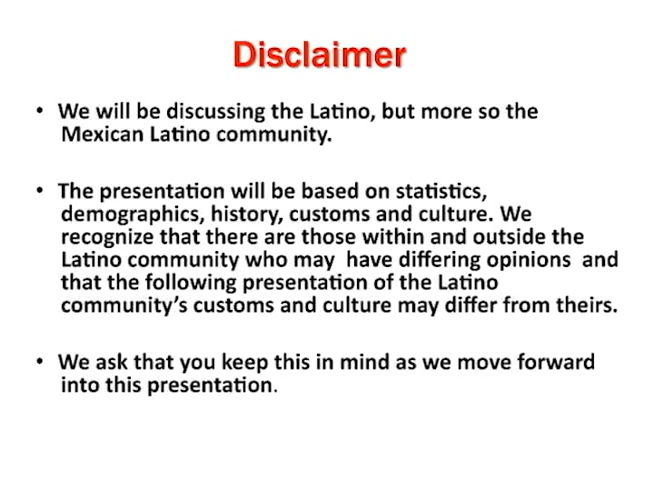 Disclaimer
• We will be discussing the Latino, but more so the
Mexican Latino community.
• The presentation will be based on statistics,
demographics, history, customs and culture. We
recognize that there are those within and outside the
Latino community who may  have differing opinions  and
that the following presentation of the Latino
community’s customs and culture may differ from theirs.
• We ask that you keep this in mind as we move forward
into this presentation.